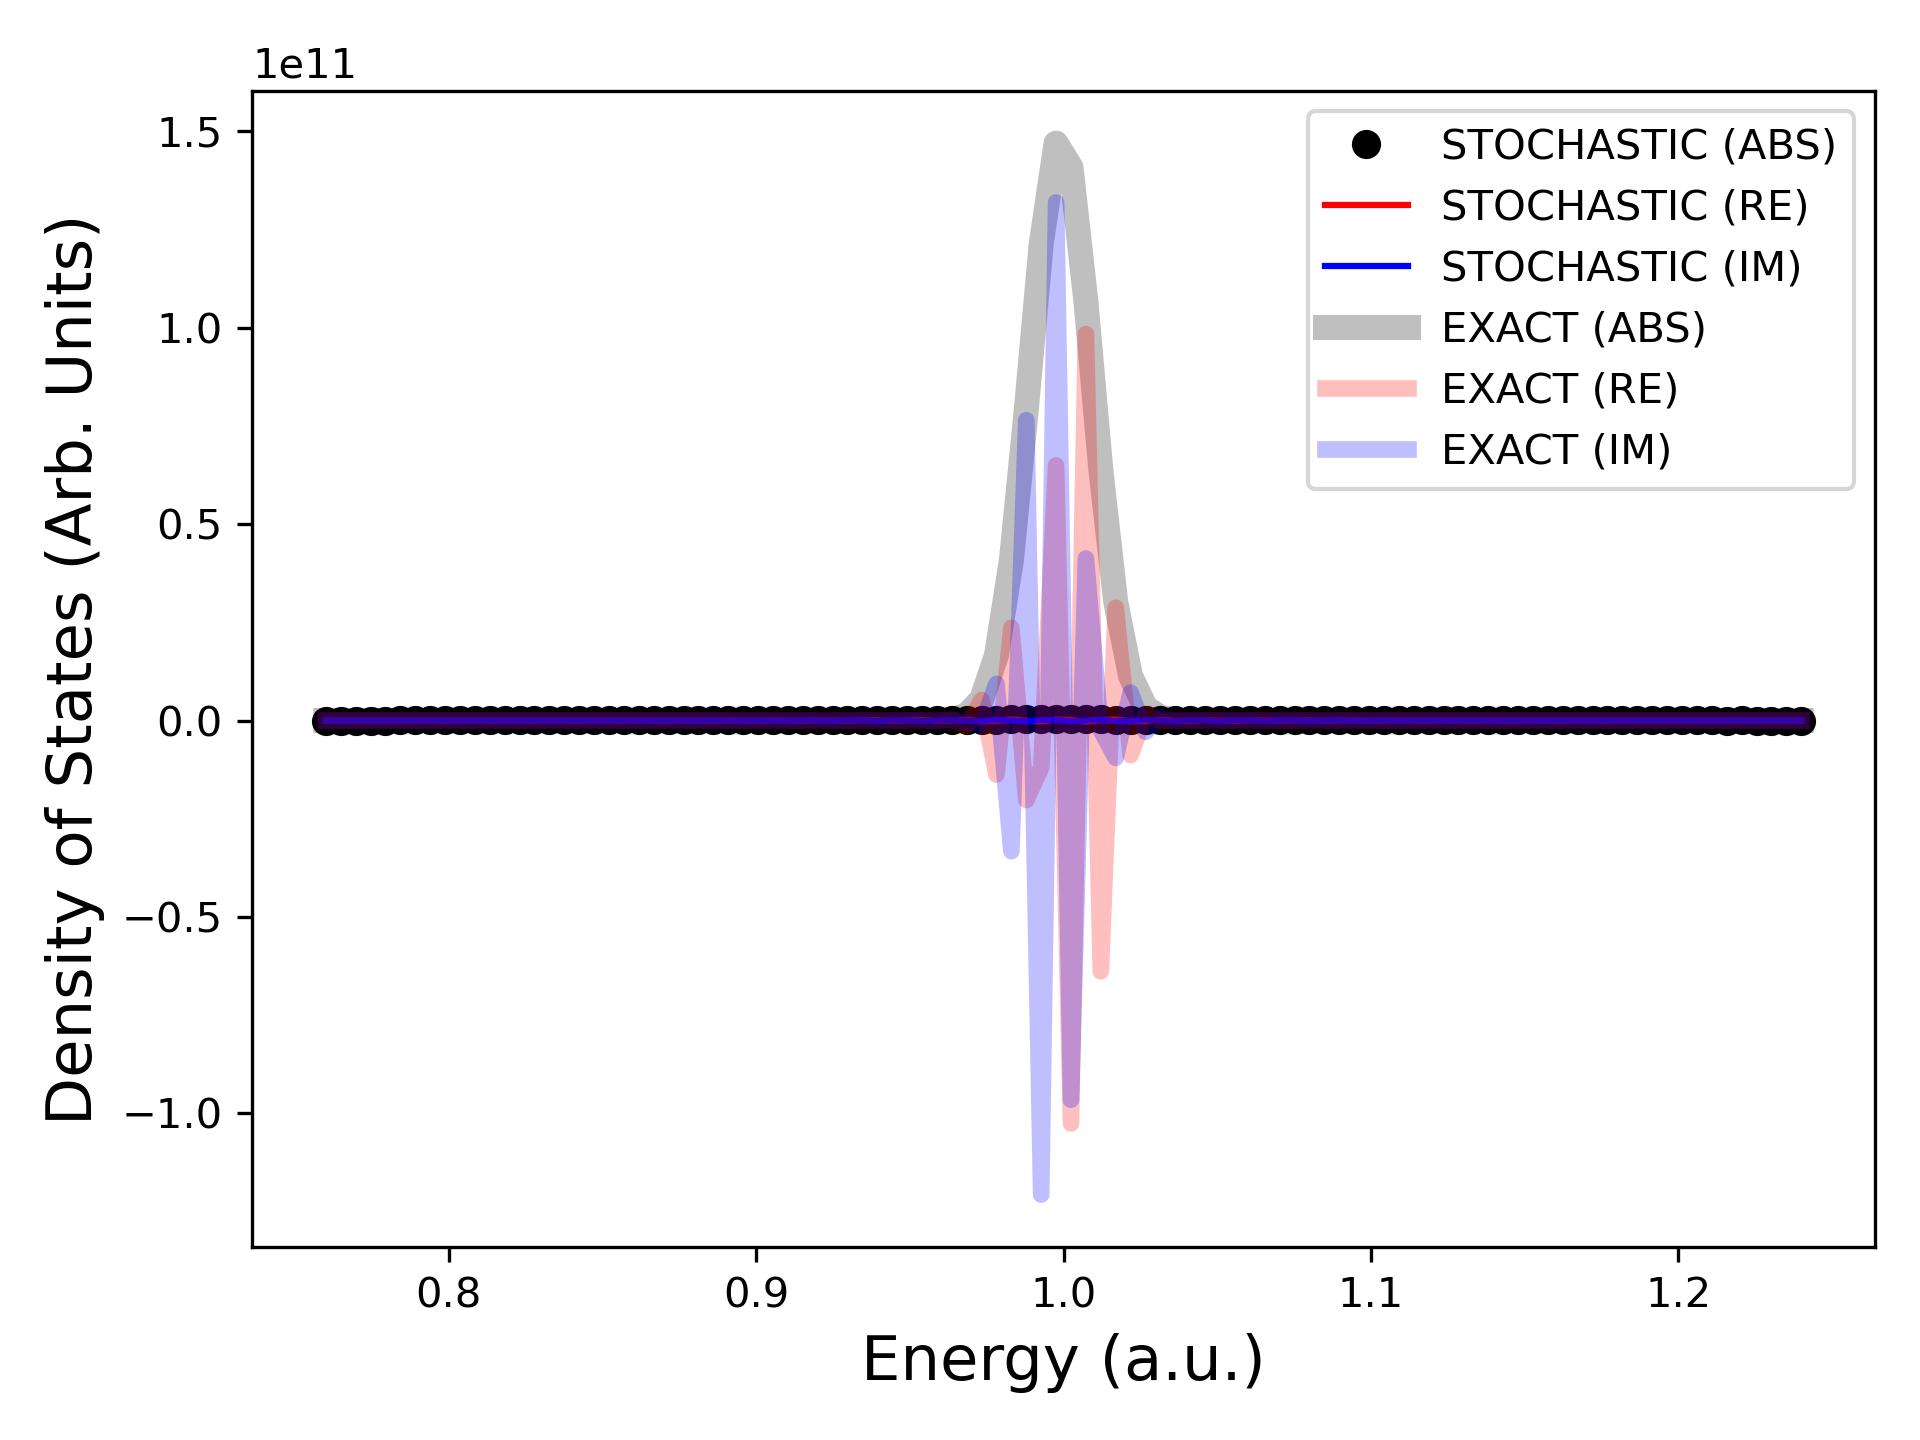 1e11
1.5
1.0
0.5
0.0
−0.5
−1.0
Density of States (Arb. Units)
STOCHASTIC (ABS)
STOCHASTIC (RE)
STOCHASTIC (IM)
EXACT (ABS)
EXACT (RE)
EXACT (IM)
0.8 0.9 1.0 1.1 1.2
Energy (a.u.)